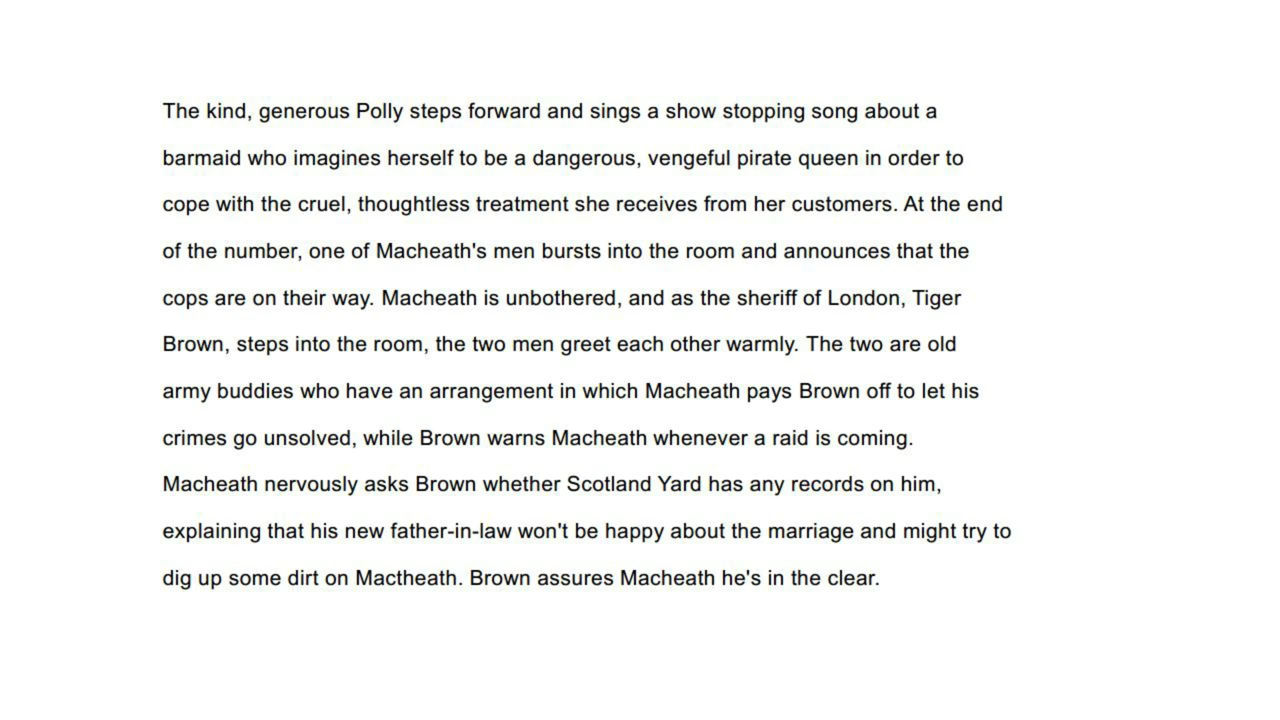 The kind, generous Polly steps forward and sings a show stopping song about a
barmaid who imagines herself to be a dangerous, vengeful pirate queen in order to
cope with the cruel, thoughtless treatment she receives from her customers. At the end
of the number, one of Macheath's men bursts into the room and announces that the
cops are on their way. Macheath is unbothered, and as the sheriff of London, Tiger
Brown, steps into the room, the two men greet each other warmly. The two are old
army buddies who have an arrangement in which Macheath pays Brown off to let his
crimes go unsolved, while Brown warns Macheath whenever a raid is coming.
Macheath nervously asks Brown whether Scotland Yard has any records on him,
explaining that his new father-in-law won't be happy about the marriage and might try to
dig up some dirt on Mactheath. Brown assures Macheath he's in the clear.